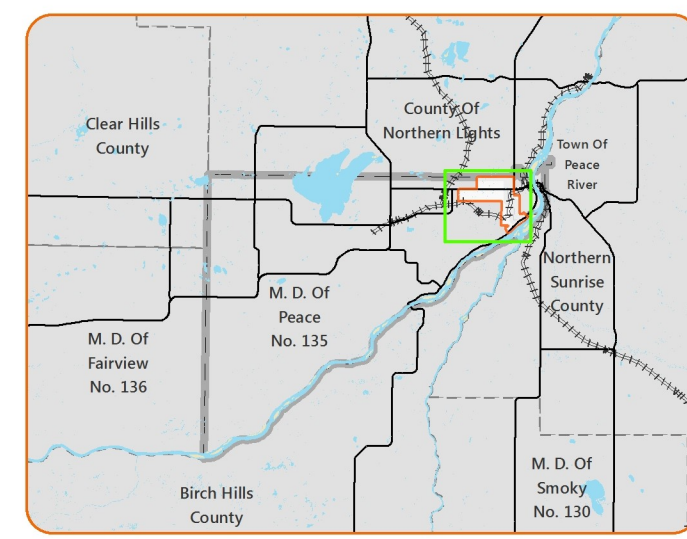 County Of
Northern Lights
Clear Hills
County
Town Of
Peace
River
Northern
Sunrise
County
M. D. Of
Peace
No. 135
M. D. Of
Fairview
No. 136
M. D. Of
Smoky
No. 130
Birch Hills
County